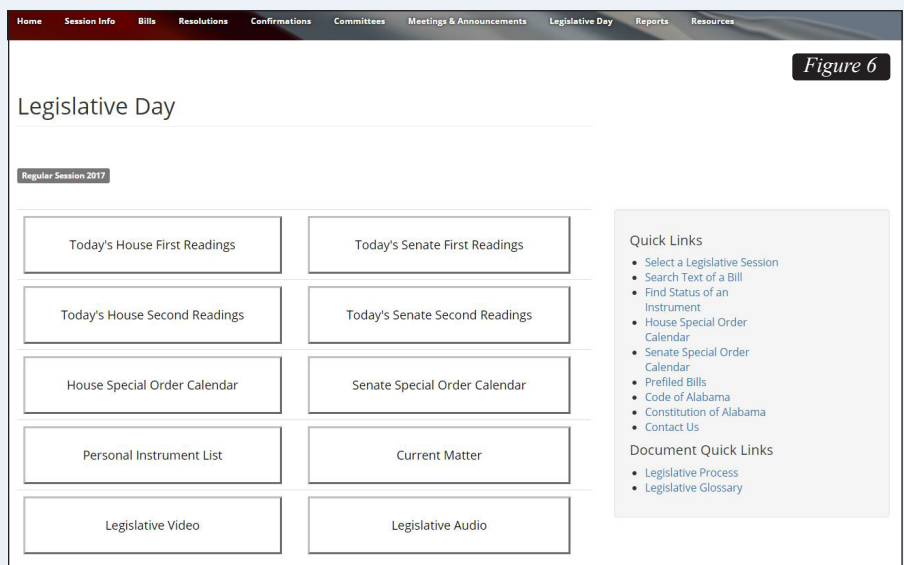 Home Session Info Bills Resolutions Confirmations Committees Meetings & Announcements Legislative Day Reports Resources
Figure 6
Legislative Day
Regular Session 2017
Today's House First Readings
Today's Senate First Readings
Today's House Second Readings
Today's Senate Second Readings
House Special Order Calendar
Senate Special Order Calendar
Personal Instrument List
Current Matter
Legislative Video
Legislative Audio
Quick Links
Select a Legislative Session
Search Text of a Bill
Find Status of an
Instrument
House Special Order
Calendar
Senate Special Order
Calendar
Prefiled Bills
Code of Alabama
Constitution of Alabama
Contact Us
Document Quick Links
Legislative Process
Legislative Glossary